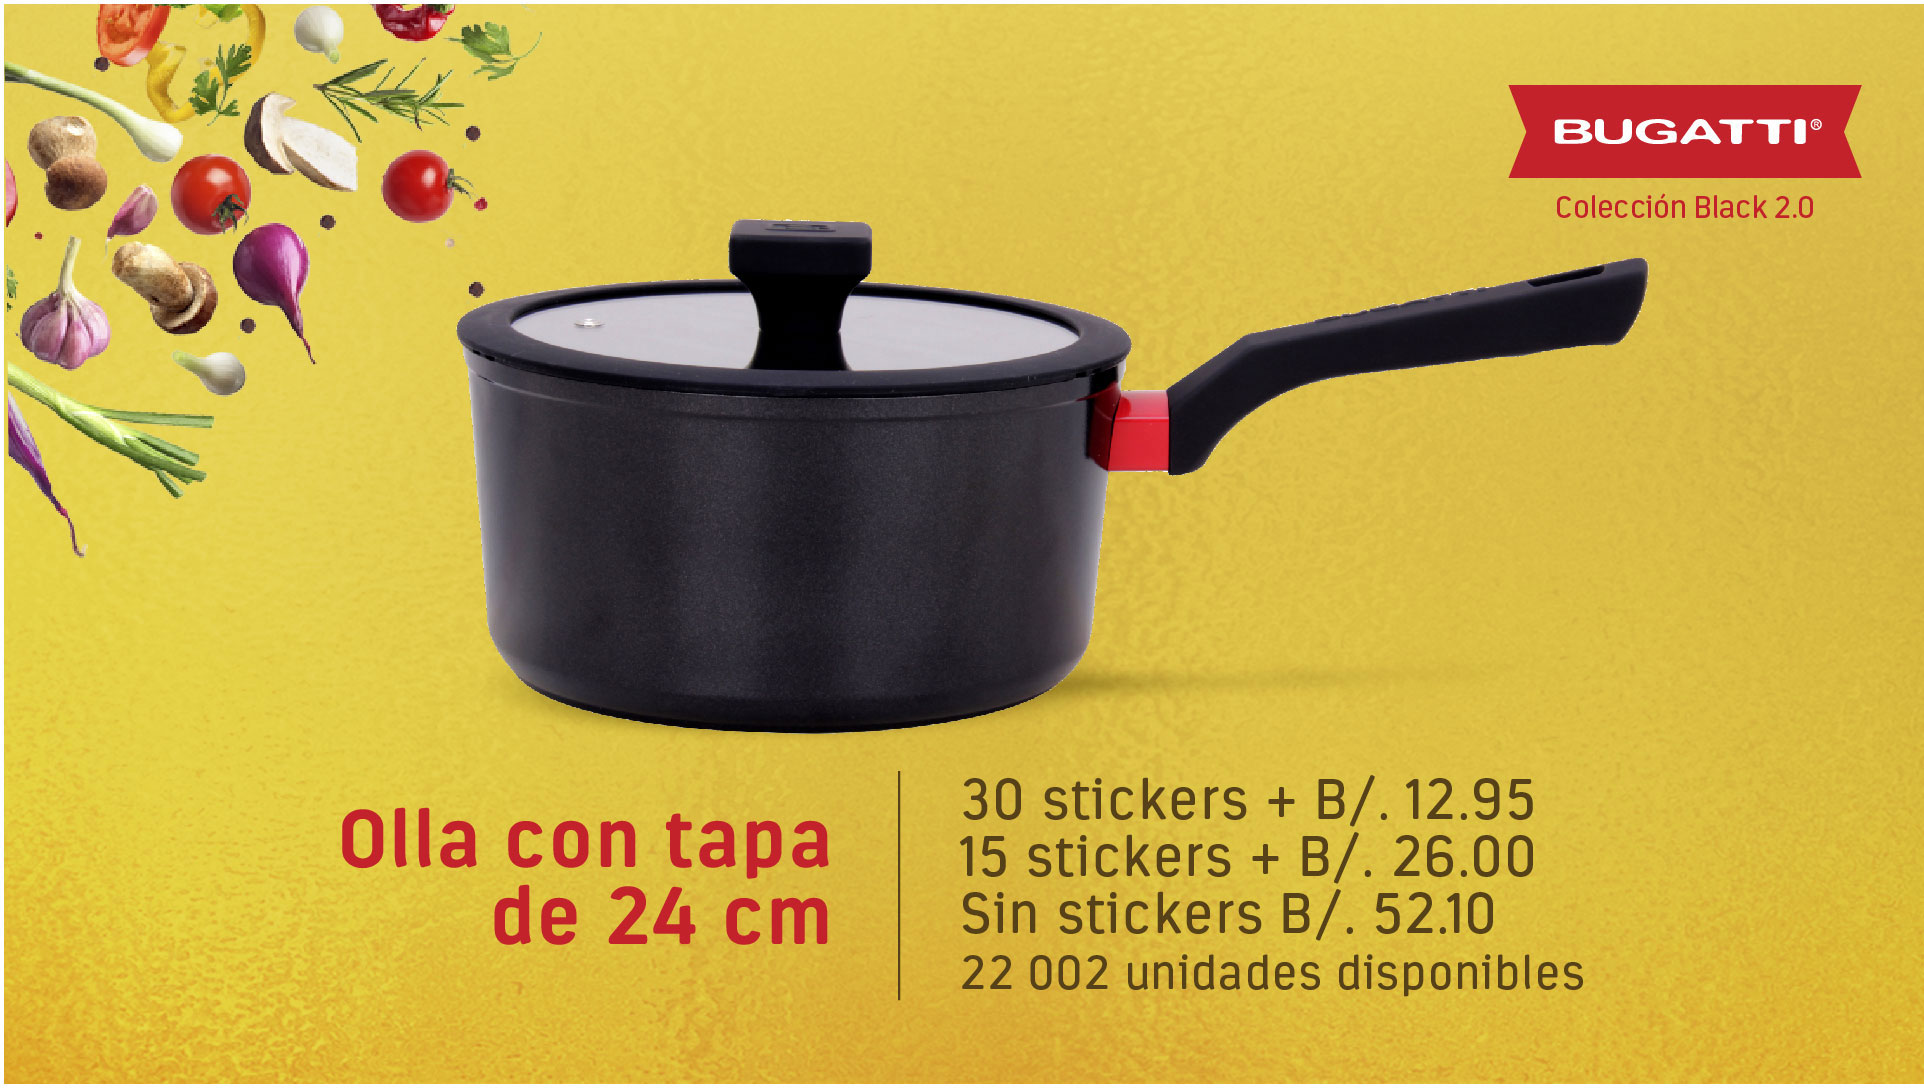 BUGATTI®
Colección Black 2.0
Olla con tapa
de 24 cm
30 stickers + B/. 12.95
15 stickers + B/. 26.00
Sin stickers B/. 52.10
22 002 unidades disponibles